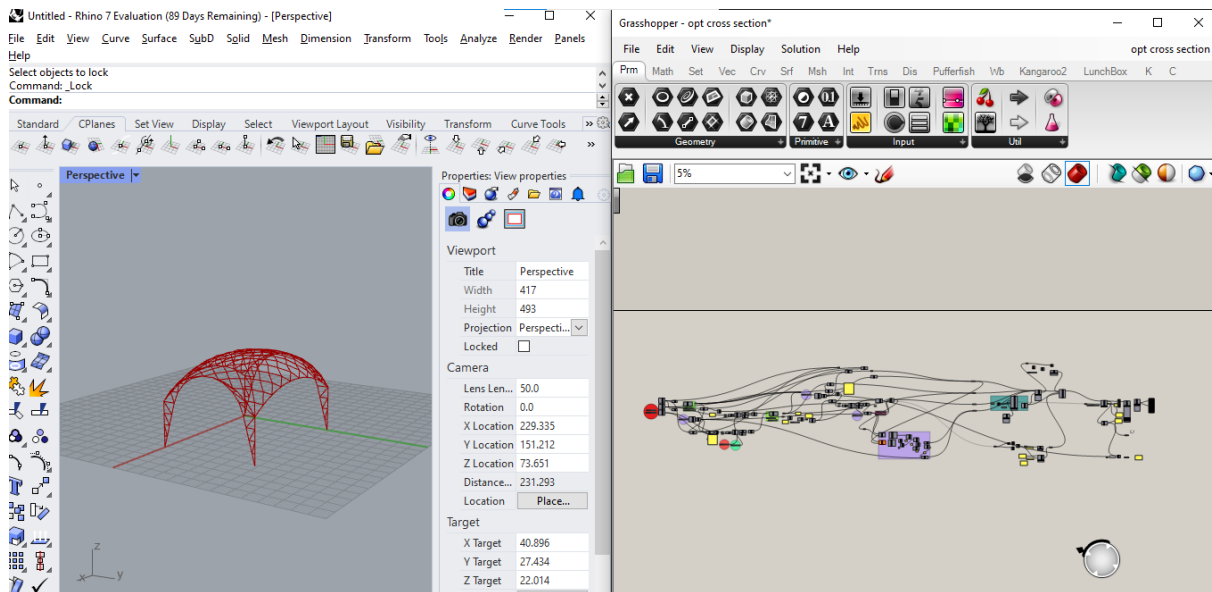 Untitled - Rhino 7 Evaluation (89 Days Remaining) - [Perspective]
File Edit View Curve Surface SubD Solid Mesh Dimension Transform Tools Analyze Render Panels
Help
Select objects to lock
Command: _Lock
Command:
Standard CPlanes Set View Display Select Viewport Layout Visibility Transform Curve Tools »
»
Perspective
z
x y
Properties: View properties
Viewport
Title Perspective
Width 417
Height 493
Projection Perspecti...
Locked
Camera
Lens Len... 50.0
Rotation 0.0
X Location 229.335
Y Location 151.212
Z Location 73.651
Distance... 231.293
Location Place...
Target
X Target 40.896
Y Target 27.434
Z Target 22.014
Grasshopper - opt cross section*
File Edit View Display Solution Help opt cross section
Prm Math Set Vec Crv Srf Msh Int Trns Dis Pufferfish Wb Kangaroo2 LunchBox K C
Geometry Primitive Input Util
5%